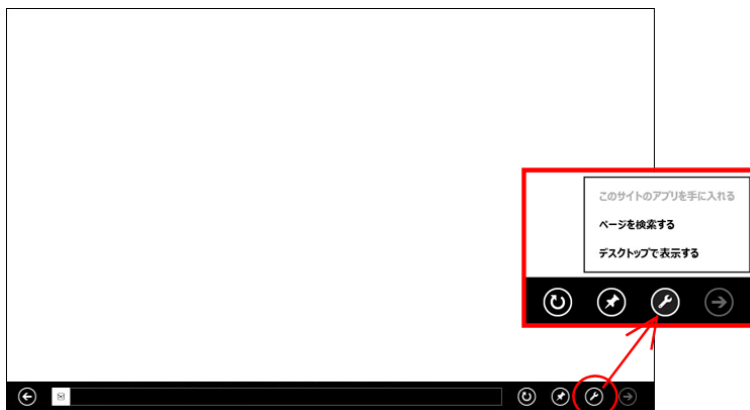 このサイトのアプリを手に入れる
ページを検索する
デスクトップで表示する